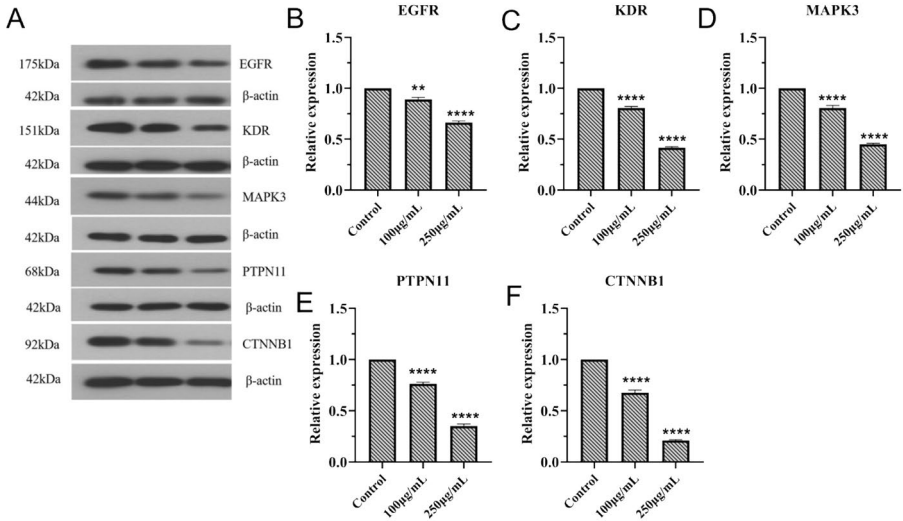 A
175kDa EGFR
42kDa β-actin
151kDa KDR
42kDa β-actin
44kDa MAPK3
42kDa β-actin
68kDa PTPN11
42kDa β-actin
92kDa CTNNB1
42kDa β-actin
B
EGFR
Relative expression
1.5
1.0
0.5
0.0
**
****
Control
100μg/mL
250μg/mL
C
KDR
Relative expression
1.5
1.0
0.5
0.0
****
****
Control
100μg/mL
250μg/mL
D
MAPK3
Relative expression
1.5
1.0
0.5
0.0
****
****
Control
100μg/mL
250μg/mL
E
PTPN11
Relative expression
1.5
1.0
0.5
0.0
****
****
Control
100μg/mL
250μg/mL
F
CTNNB1
Relative expression
1.5
1.0
0.5
0.0
****
****
Control
100μg/mL
250μg/mL